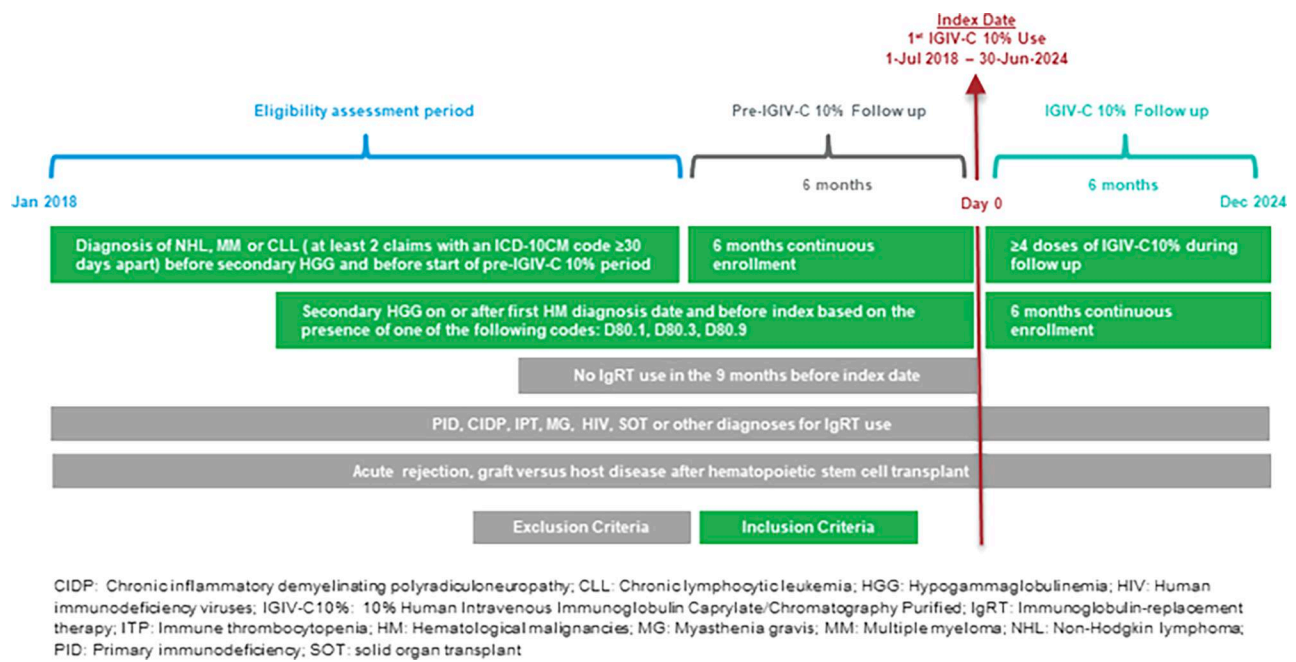 Index Date
1st IGIV-C 10% Use
1-Jul 2018 – 30-Jun-2024
Eligibility assessment period
Pre-IGIV-C 10% Follow up
IGIV-C 10% Follow up
6 months
6 months
Jan 2018
Day 0
Dec 2024
Diagnosis of NHL, MM or CLL ( at least 2 claims with an ICD-10CM code ≥30
days apart) before secondary HGG and before start of pre-IGIV-C 10% period
6 months continuous
enrollment
≥4 doses of IGIV-C10% during
follow up
Secondary HGG on or after first HM diagnosis date and before index based on the
presence of one of the following codes: D80.1, D80.3, D80.9
6 months continuous
enrollment
No IgRT use in the 9 months before index date
PID, CIDP, IPT, MG, HIV, SOT or other diagnoses for IgRT use
Acute rejection, graft versus host disease after hematopoietic stem cell transplant
Exclusion Criteria
Inclusion Criteria
CIDP: Chronic inflammatory demyelinating polyradiculoneuropathy; CLL: Chronic lymphocytic leukemia; HGG: Hypogammaglobulinemia; HIV: Human
immunodeficiency viruses; IGIV-C10%: 10% Human Intravenous Immunoglobulin Caprylate/Chromatography Purified; IgRT: Immunoglobulin-replacement
therapy; ITP: Immune thrombocytopenia; HM: Hematological malignancies; MG: Myasthenia gravis; MM: Multiple myeloma; NHL: Non-Hodgkin lymphoma;
PID: Primary immunodeficiency; SOT: solid organ transplant